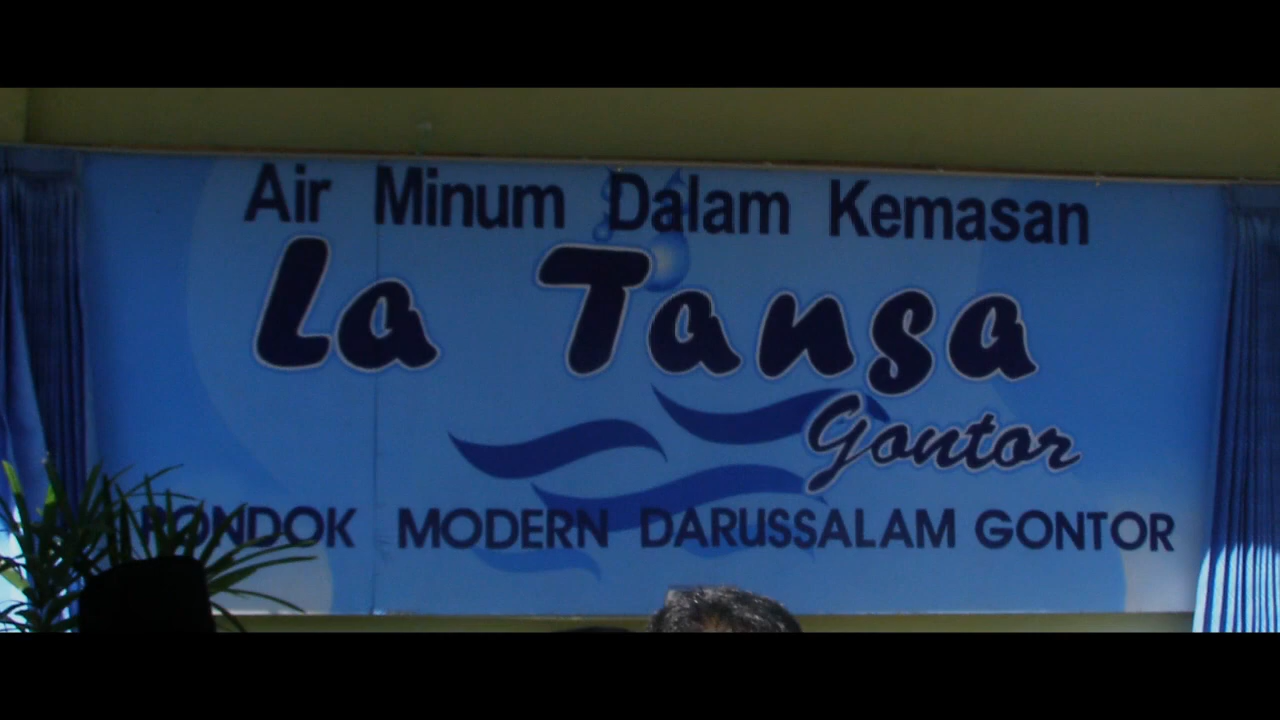 Air Minum Dalam Kemasan
La Tansa
Gontor
PONDOK MODERN DARUSSALAM GONTOR